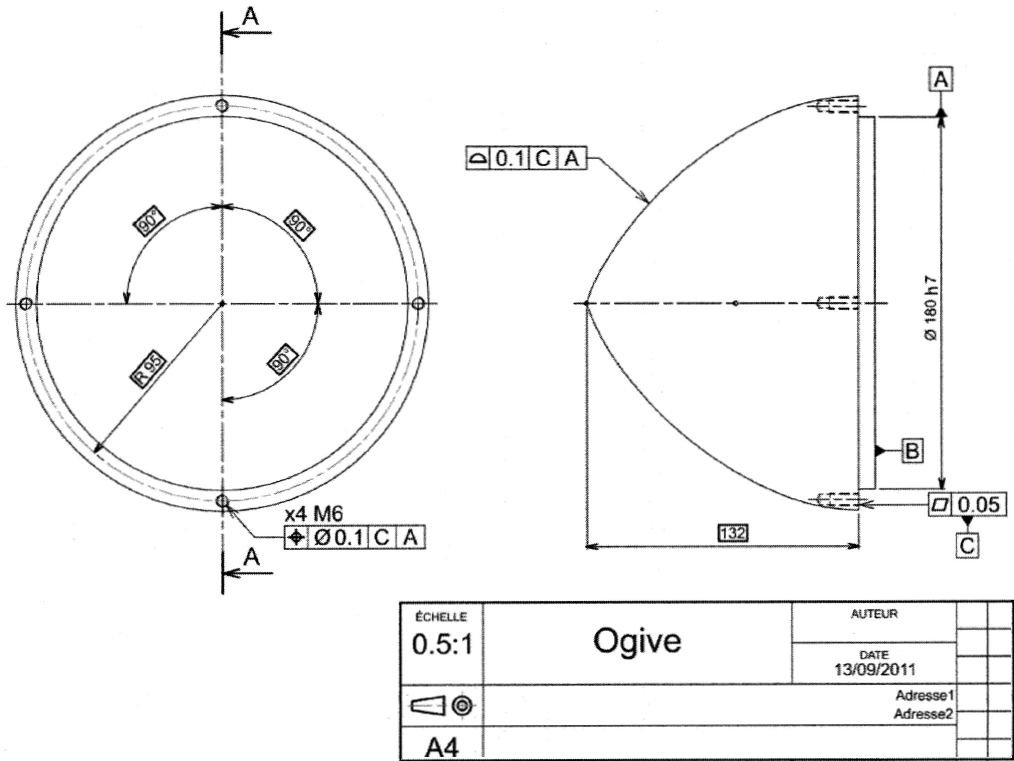 A
90°
90°
90°
R 95
x4 M6
⌖ Ø 0.1 C A
A
⌓ 0.1 C A
A
Ø 180 h7
B
⏥ 0.05
C
132
ÉCHELLE
0.5:1
Ogive
AUTEUR
DATE
13/09/2011
Adresse1
Adresse2
A4